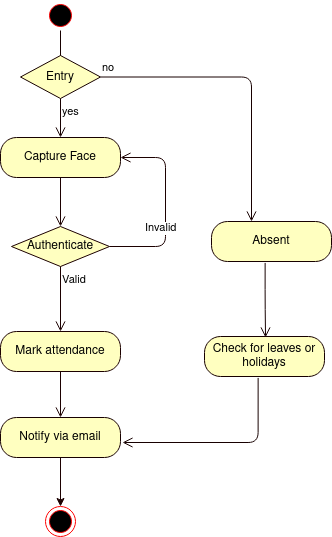 no
Entry
yes
Capture Face
Invalid
Absent
Authenticate
Valid
Mark attendance
Check for leaves or
holidays
Notify via email